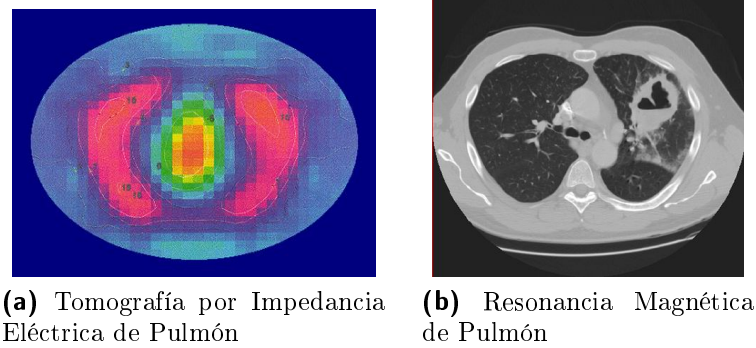 (a) Tomografía por Impedancia
Eléctrica de Pulmón
(b) Resonancia Magnética
de Pulmón